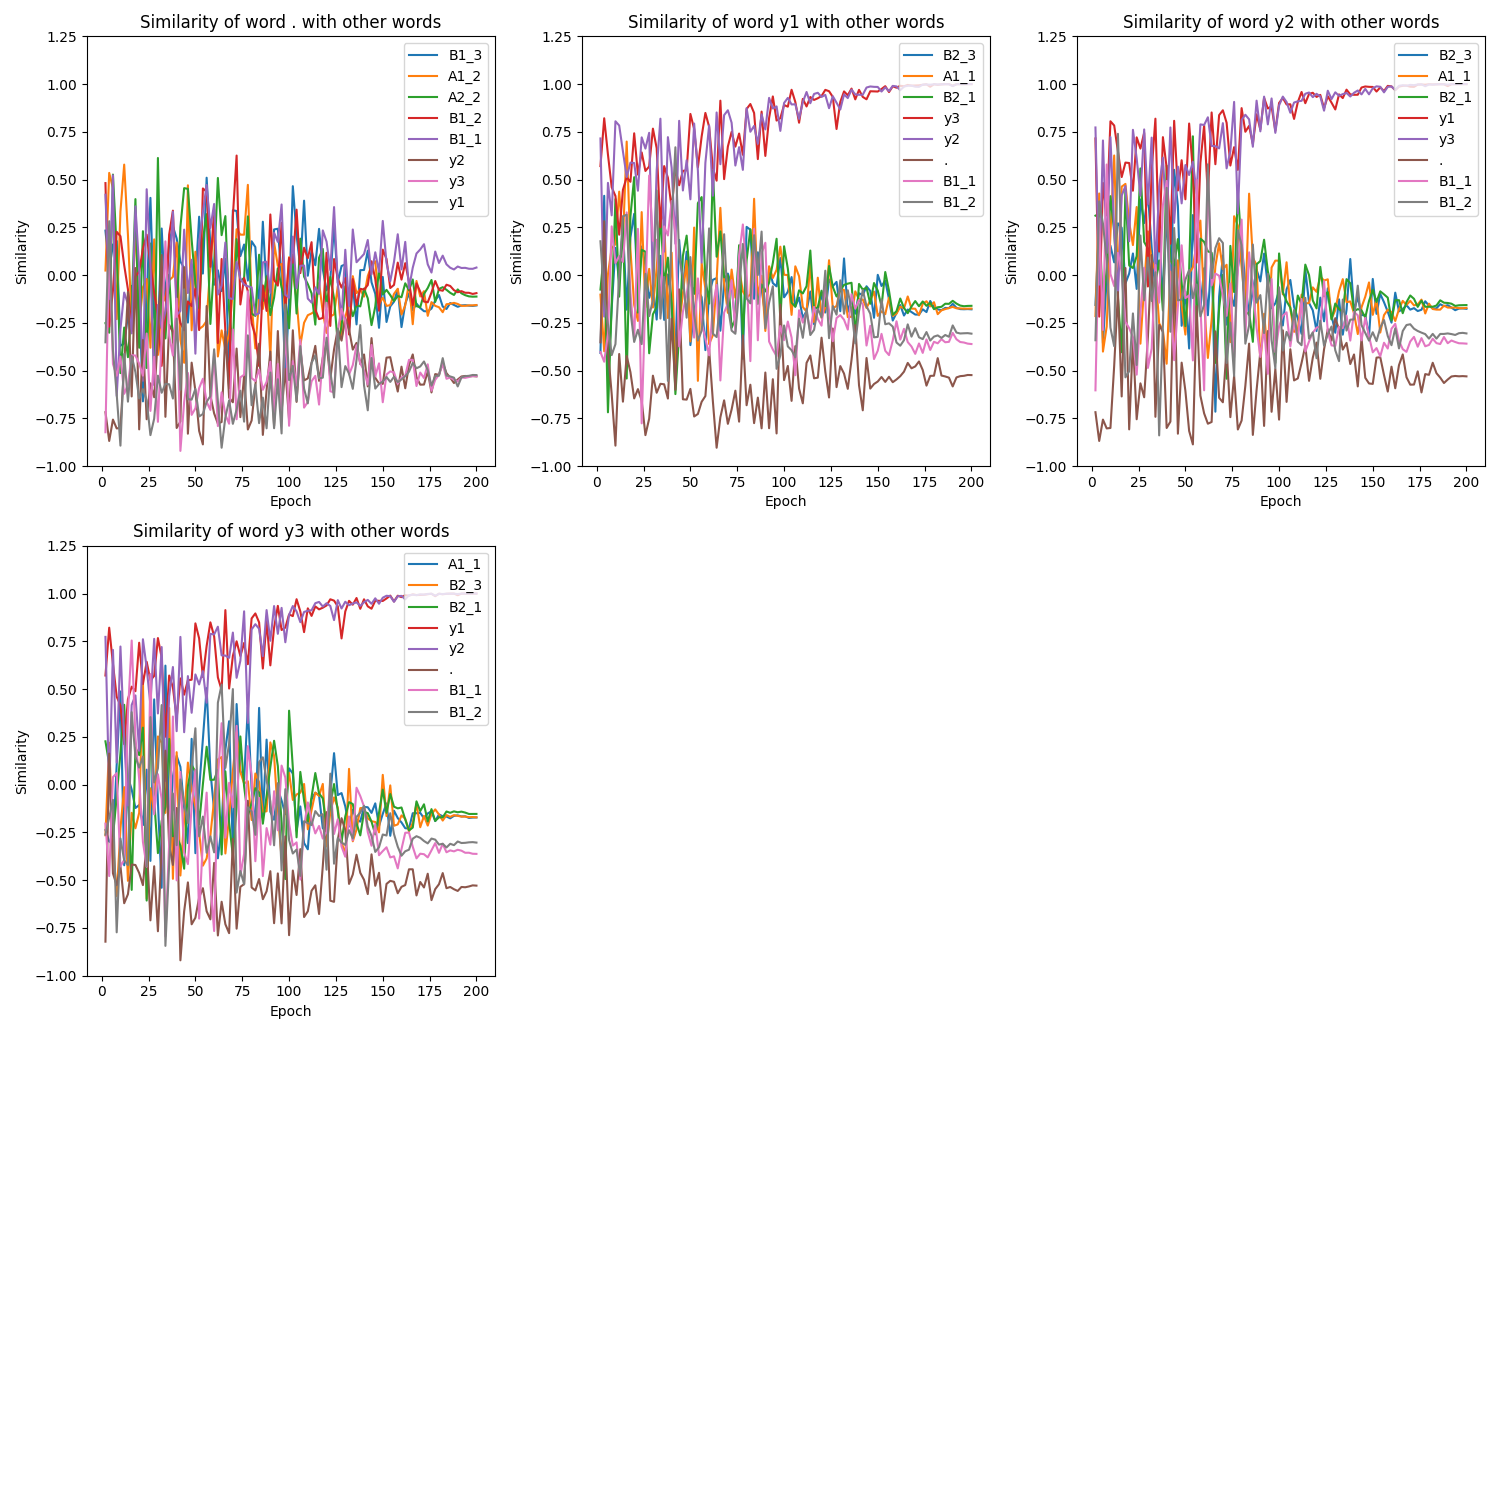 Similarity of word . with other words
Similarity
1.25
1.00
0.75
0.50
0.25
0.00
−0.25
−0.50
−0.75
−1.00
0 25 50 75 100 125 150 175 200
Epoch
B1_3
A1_2
A2_2
B1_2
B1_1
y2
y3
y1
Similarity of word y1 with other words
Similarity
1.25
1.00
0.75
0.50
0.25
0.00
−0.25
−0.50
−0.75
−1.00
0 25 50 75 100 125 150 175 200
Epoch
B2_3
A1_1
B2_1
y3
y2
.
B1_1
B1_2
Similarity of word y2 with other words
Similarity
1.25
1.00
0.75
0.50
0.25
0.00
−0.25
−0.50
−0.75
−1.00
0 25 50 75 100 125 150 175 200
Epoch
B2_3
A1_1
B2_1
y1
y3
.
B1_1
B1_2
Similarity of word y3 with other words
Similarity
1.25
1.00
0.75
0.50
0.25
0.00
−0.25
−0.50
−0.75
−1.00
0 25 50 75 100 125 150 175 200
Epoch
A1_1
B2_3
B2_1
y1
y2
.
B1_1
B1_2